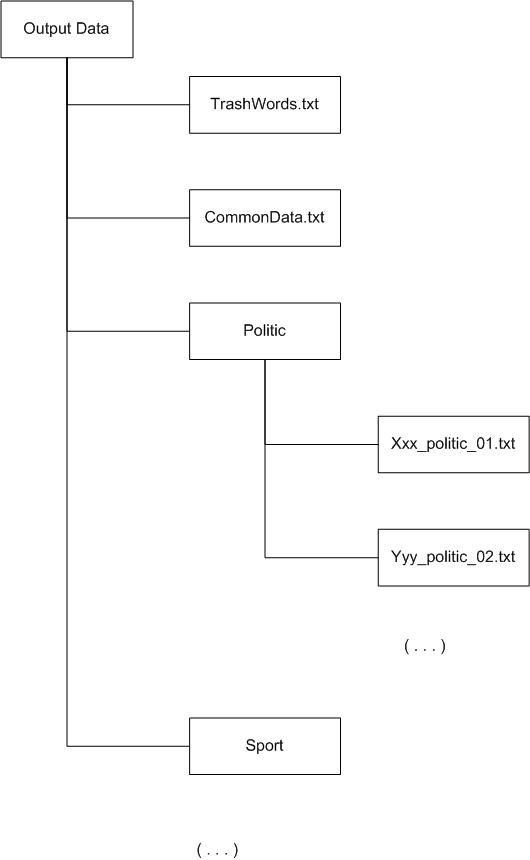 Output Data
TrashWords.txt
CommonData.txt
Politic
Xxx_politic_01.txt
Yyy_politic_02.txt
( . . . )
Sport
( . . . )